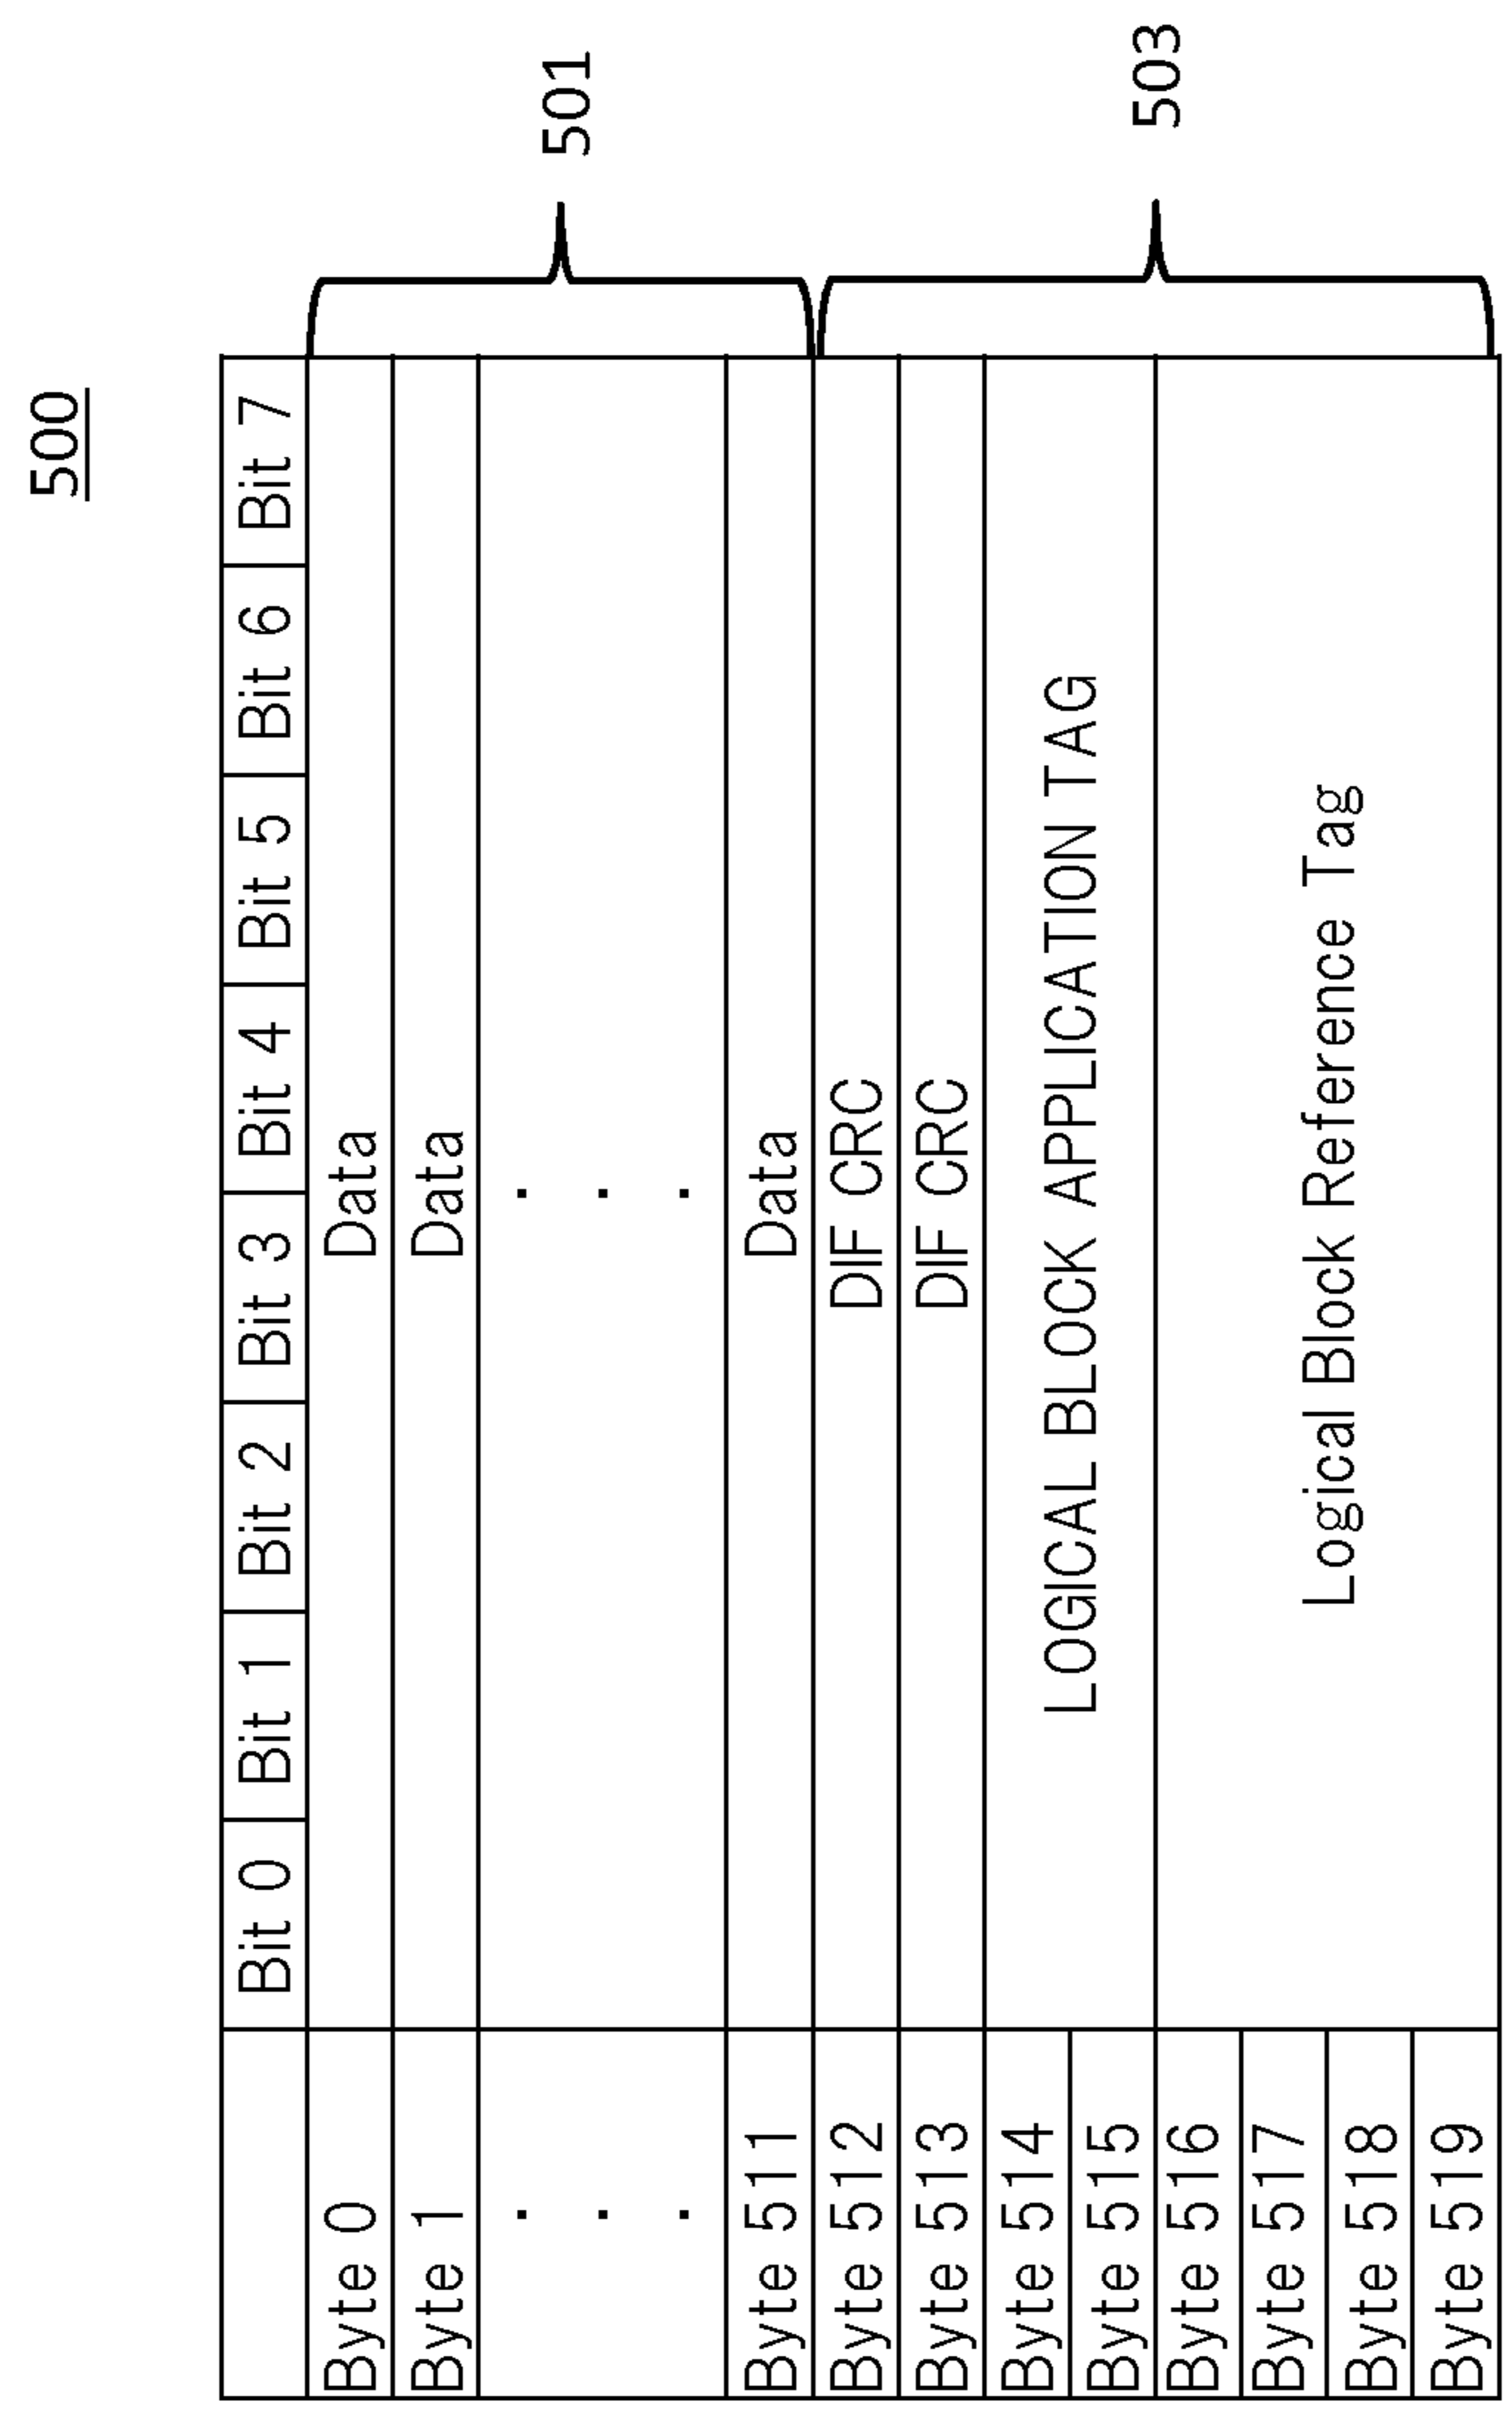 500
Bit 0 Bit 1 Bit 2 Bit 3 Bit 4 Bit 5 Bit 6 Bit 7
Byte 0 Data
Byte 1 Data
. .
. .
. .
Byte 511 Data
501
Byte 512 DIF CRC
Byte 513 DIF CRC
Byte 514
LOGICAL BLOCK APPLICATION TAG
Byte 515
Byte 516
Byte 517
Logical Block Reference Tag
Byte 518
Byte 519
503